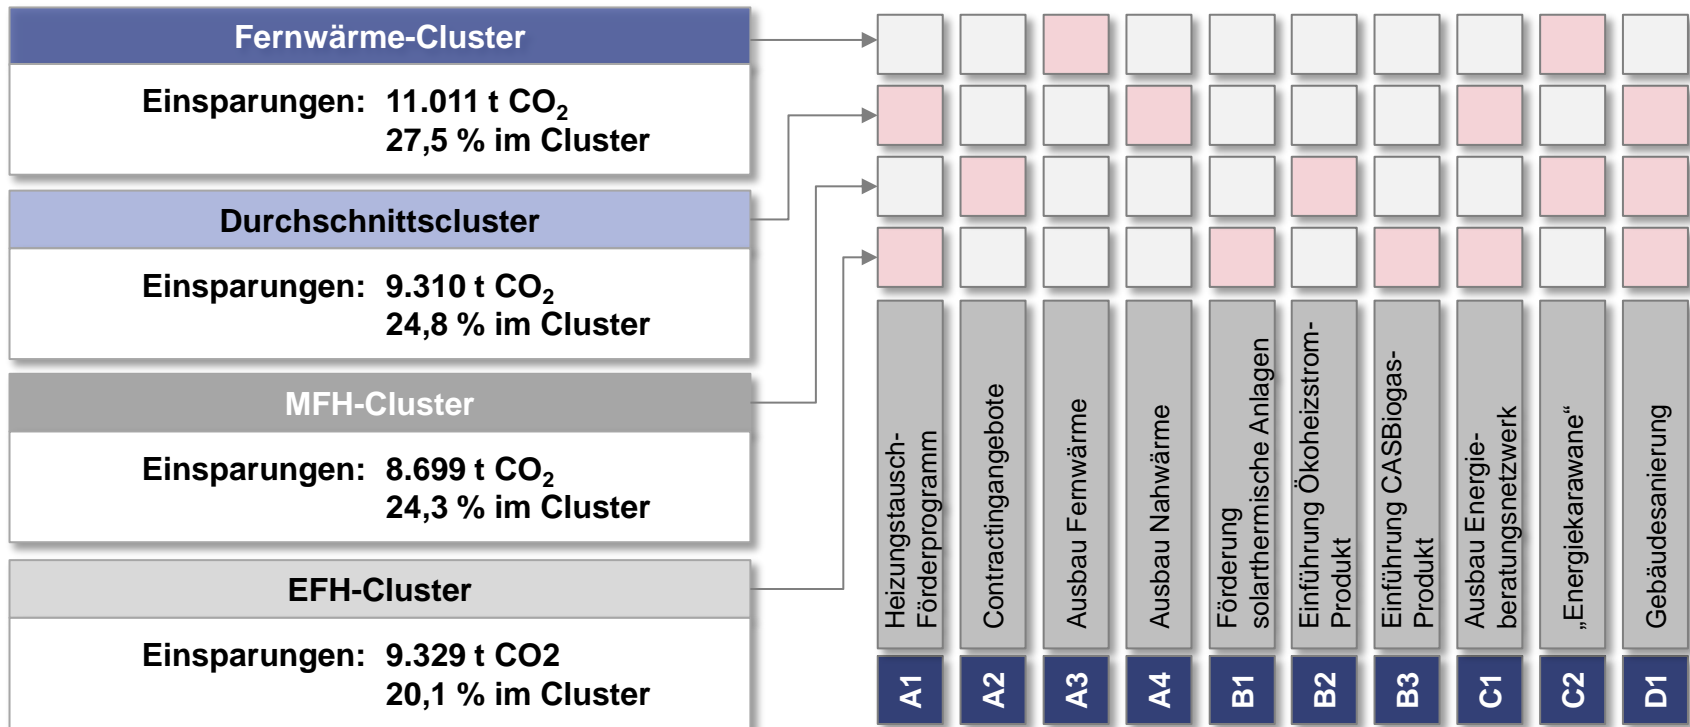 Fernwärme-Cluster
Einsparungen: 11.011 t CO₂
27,5 % im Cluster
Durchschnittscluster
Einsparungen: 9.310 t CO₂
24,8 % im Cluster
MFH-Cluster
Einsparungen: 8.699 t CO₂
24,3 % im Cluster
EFH-Cluster
Einsparungen: 9.329 t CO2
20,1 % im Cluster
Heizungstausch-
Förderprogramm
Contractingangebote
Ausbau Fernwärme
Ausbau Nahwärme
Förderung
solarthermische Anlagen
Einführung Ökoheizstrom-
Produkt
Einführung CASBiogas-
Produkt
Ausbau Energie-
beratungsnetzwerk
„Energiekarawane“
Gebäudesanierung
A1
A2
A3
A4
B1
B2
B3
C1
C2
D1